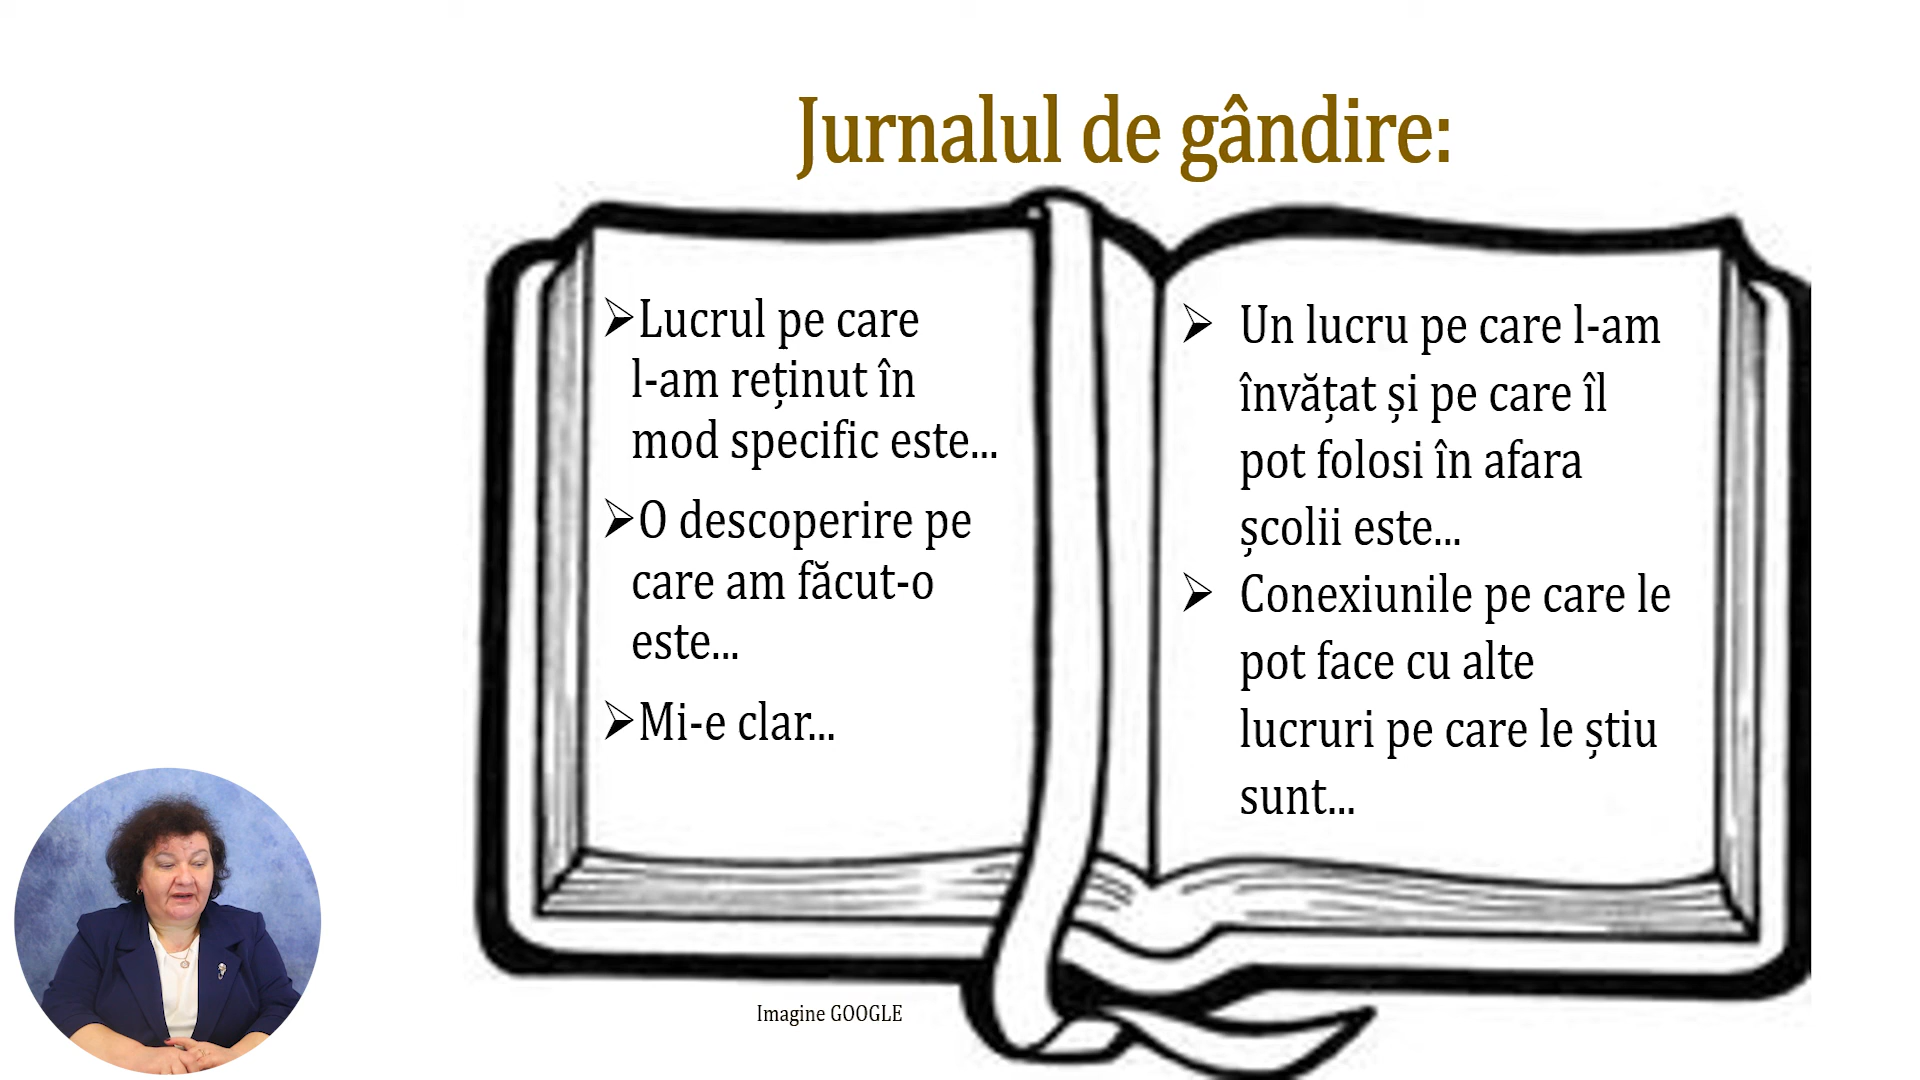 Jurnalul de gândire:
➢Lucrul pe care
l-am reținut în
mod specific este...
➢O descoperire pe
care am făcut-o
este...
➢Mi-e clar...
➢ Un lucru pe care l-am
învățat și pe care îl
pot folosi în afara
școlii este...
➢ Conexiunile pe care le
pot face cu alte
lucruri pe care le știu
sunt...
Imagine GOOGLE